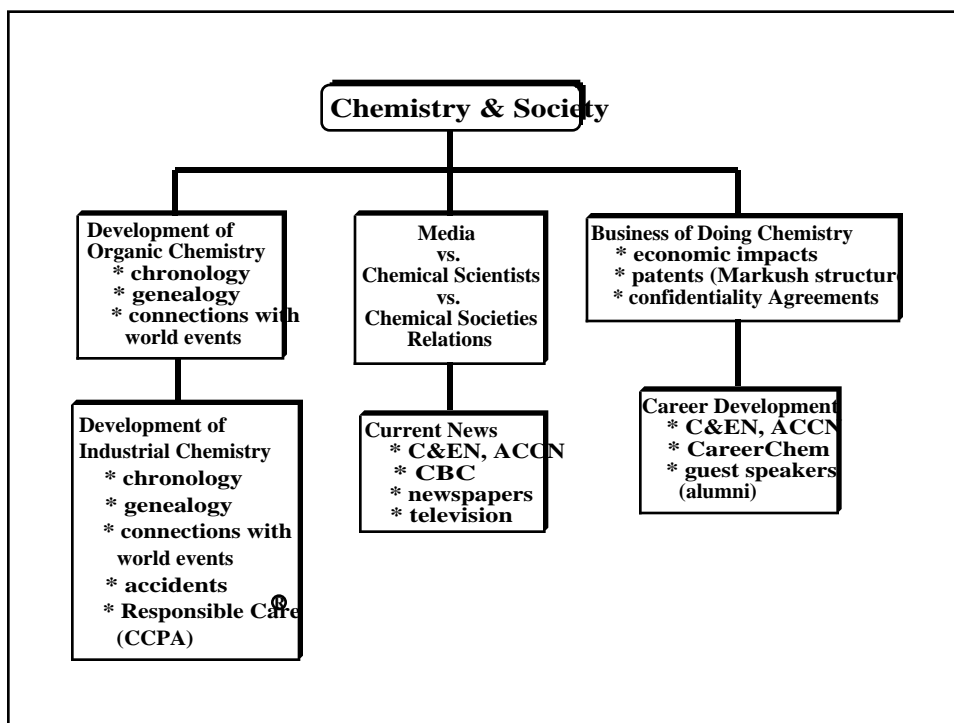 Chemistry & Society
Development of
Organic Chemistry
* chronology
* genealogy
* connections with
world events
Media
vs.
Chemical Scientists
vs.
Chemical Societies
Relations
Business of Doing Chemistry
* economic impacts
* patents (Markush structure
* confidentiality Agreements
Development of
Industrial Chemistry
* chronology
* genealogy
* connections with
world events
* accidents
* Responsible Care®
(CCPA)
Current News
* C&EN, ACCN
* CBC
* newspapers
* television
Career Development
* C&EN, ACCN
* CareerChem
* guest speakers
(alumni)